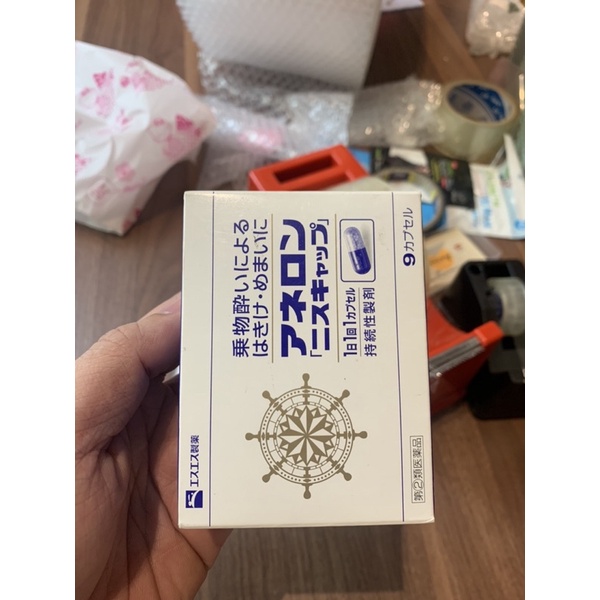 乗物酔いによる
はきけ・めまいに
アネロン
「ニスキャップ」
1日1回1カプセル
持続性製剤
9カプセル
エスエス製薬
指②類医薬品